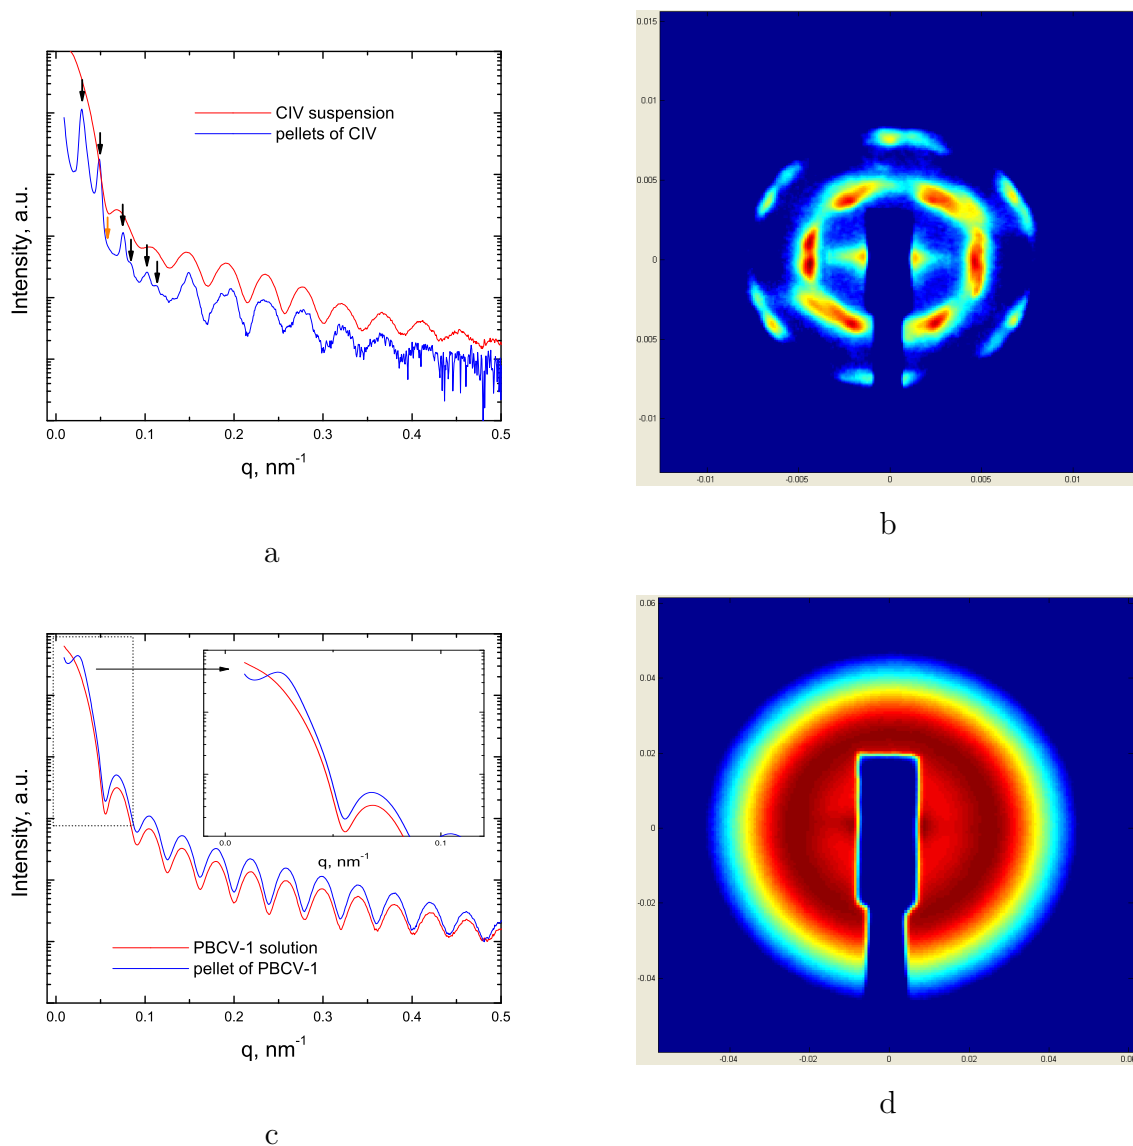 CIV suspension
pellets of CIV
Intensity, a.u.
0.0 0.1 0.2 0.3 0.4 0.5
q, nm-1
a
0.015
0.01
0.005
0
0.005
-0.01
-0.01 -0.005 0 0.005 0.01
b
0.0 0.1
q, nm-1
PBCV-1 solution
pellet of PBCV-1
Intensity, a.u.
0.0 0.1 0.2 0.3 0.4 0.5
q, nm-1
c
0.06
0.04
0.02
0
-0.02
-0.04
-0.04 -0.02 0 0.02 0.04 0.06
d